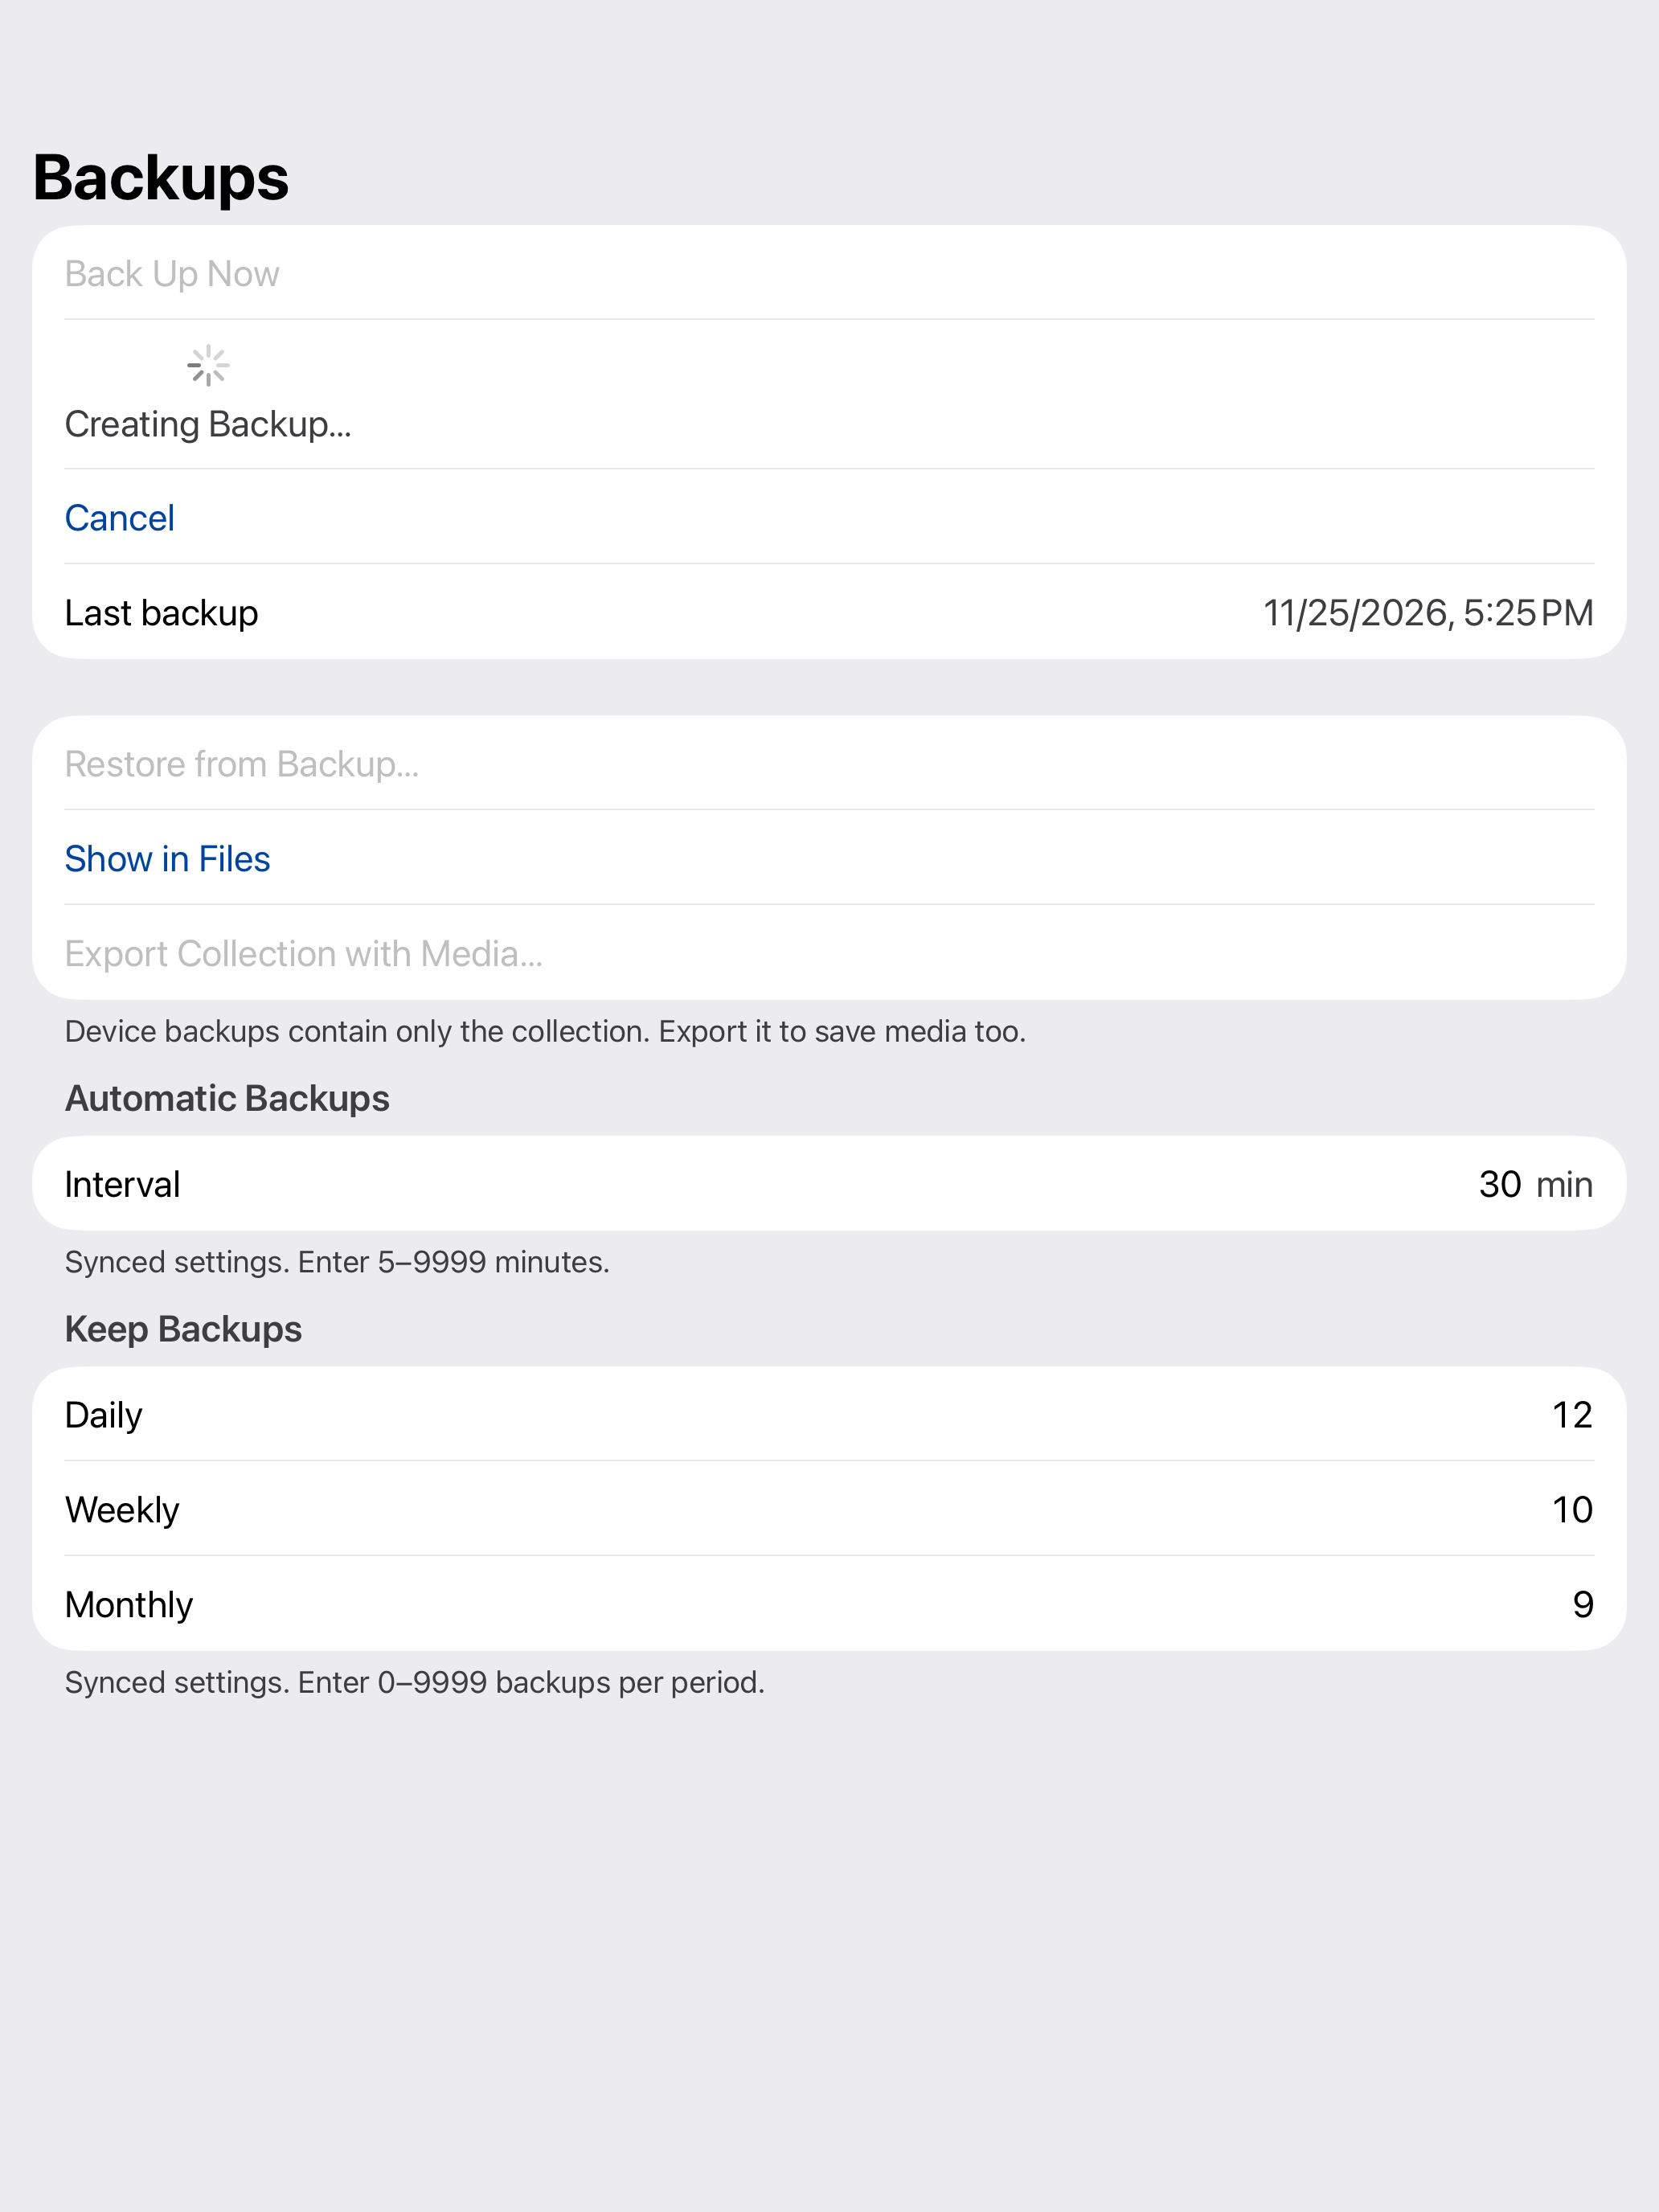 Backups
Back Up Now
Creating Backup...
Cancel
Last backup 11/25/2026, 5:25 PM
Restore from Backup...
Show in Files
Export Collection with Media...
Device backups contain only the collection. Export it to save media too.
Automatic Backups
Interval 30 min
Synced settings. Enter 5–9999 minutes.
Keep Backups
Daily 12
Weekly 10
Monthly 9
Synced settings. Enter 0–9999 backups per period.